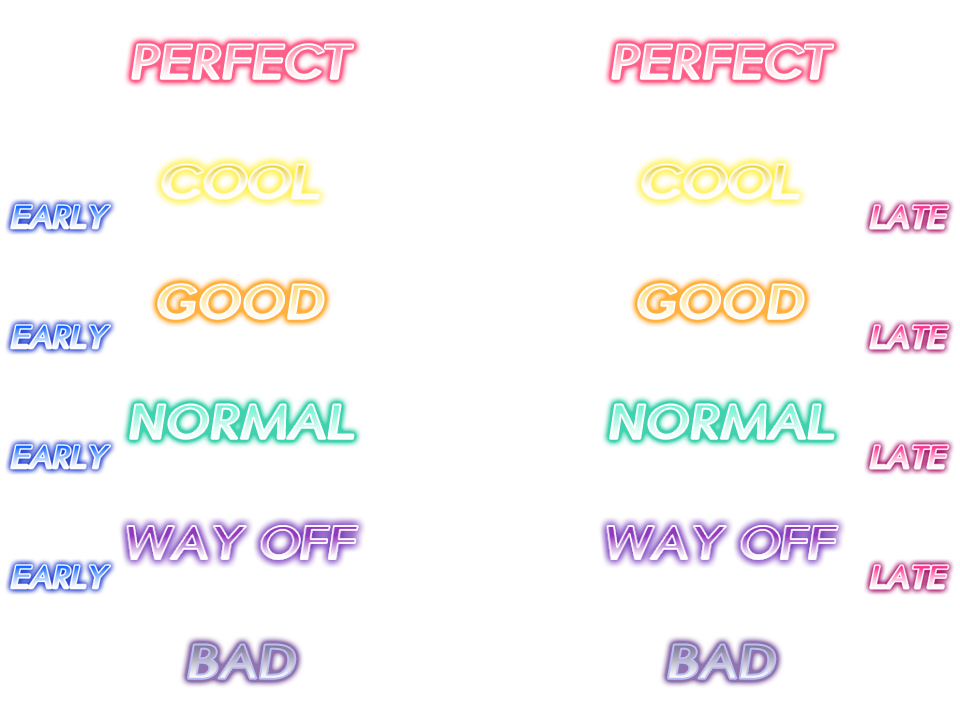 PERFECT PERFECT
COOL COOL
EARLY LATE
GOOD GOOD
EARLY LATE
NORMAL NORMAL
EARLY LATE
WAY OFF WAY OFF
EARLY LATE
BAD BAD